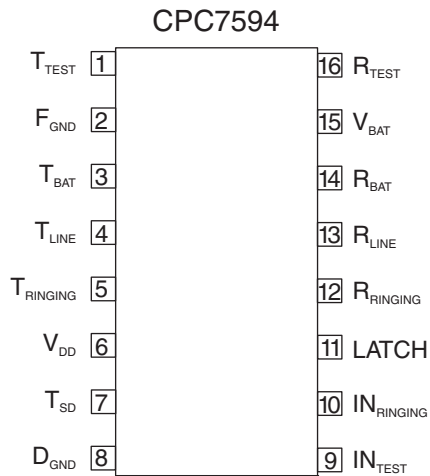 CPC7594
T_TEST 1
F_GND 2
T_BAT 3
T_LINE 4
T_RINGING 5
V_DD 6
T_SD 7
D_GND 8
16 R_TEST
15 V_BAT
14 R_BAT
13 R_LINE
12 R_RINGING
11 LATCH
10 IN_RINGING
9 IN_TEST